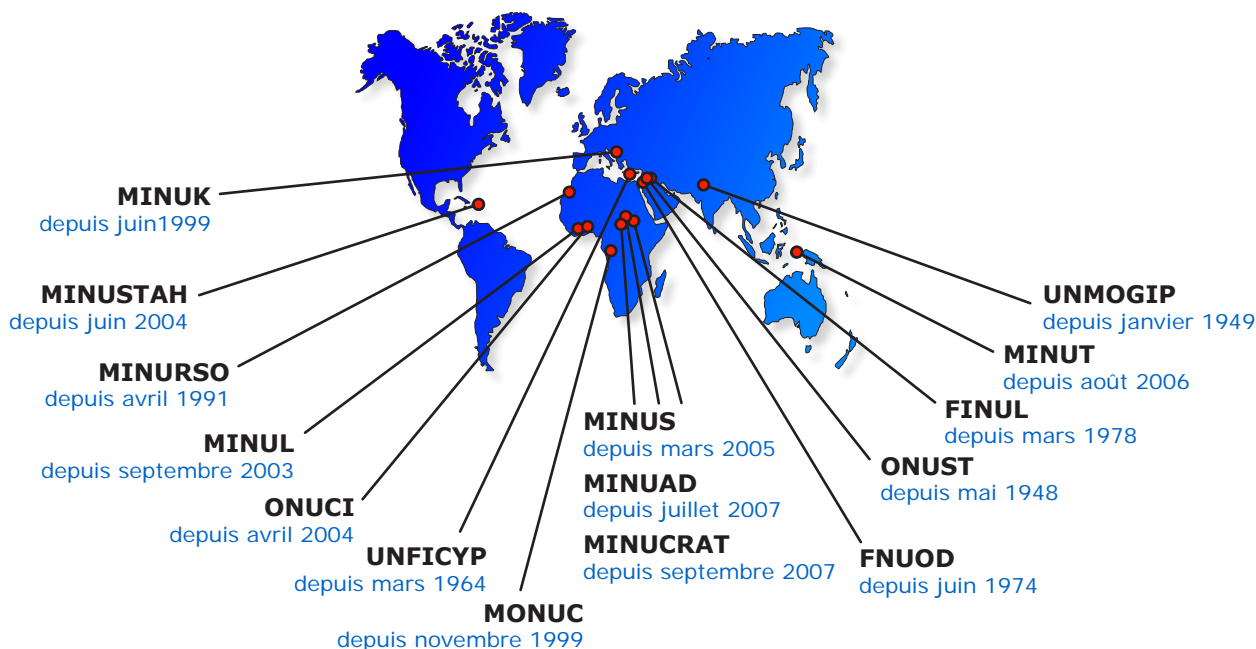 MINUK
depuis juin1999
MINUSTAH
depuis juin 2004
MINURSO
depuis avril 1991
MINUL
depuis septembre 2003
ONUCI
depuis avril 2004
UNFICYP
depuis mars 1964
MONUC
depuis novembre 1999
MINUS
depuis mars 2005
MINUAD
depuis juillet 2007
MINUCRAT
depuis septembre 2007
FNUOD
depuis juin 1974
ONUST
depuis mai 1948
FINUL
depuis mars 1978
MINUT
depuis août 2006
UNMOGIP
depuis janvier 1949